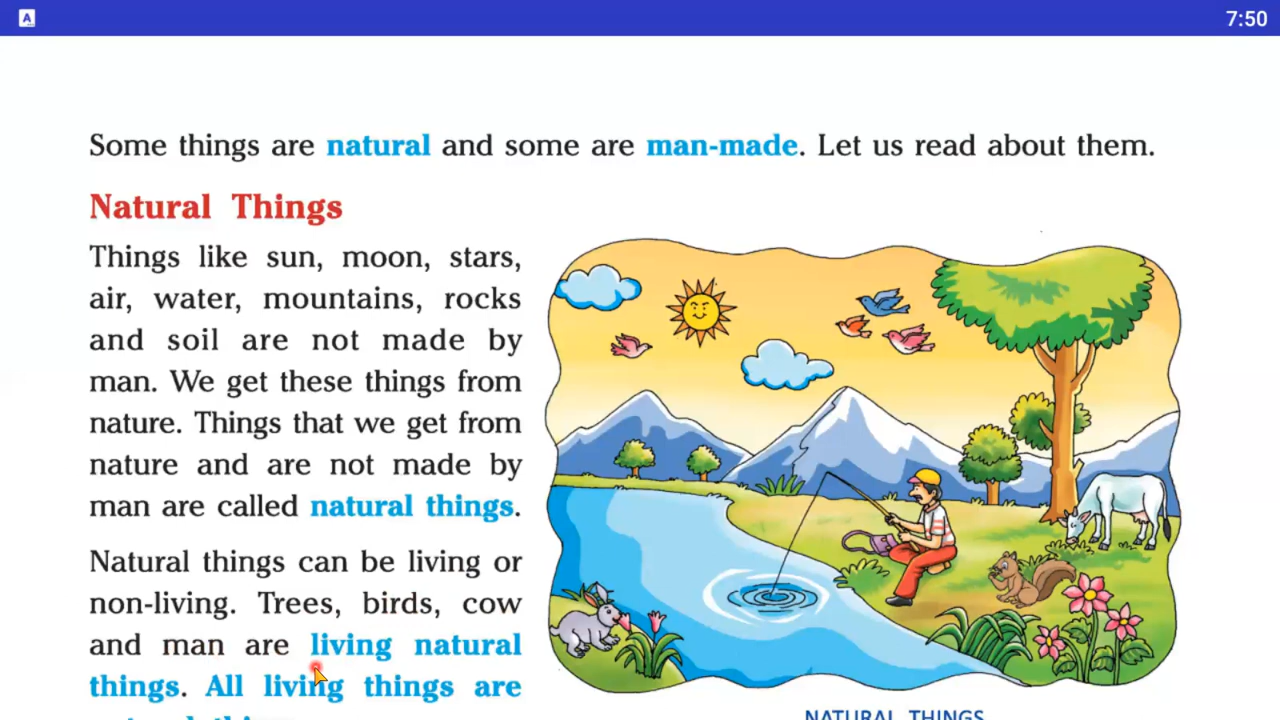 A
7:50
Some things are natural and some are man-made. Let us read about them.
Natural Things
Things like sun, moon, stars,
air, water, mountains, rocks
and soil are not made by
man. We get these things from
nature. Things that we get from
nature and are not made by
man are called natural things.
Natural things can be living or
non-living. Trees, birds, cow
and man are living natural
things. All living things are
NATURAL THINGS